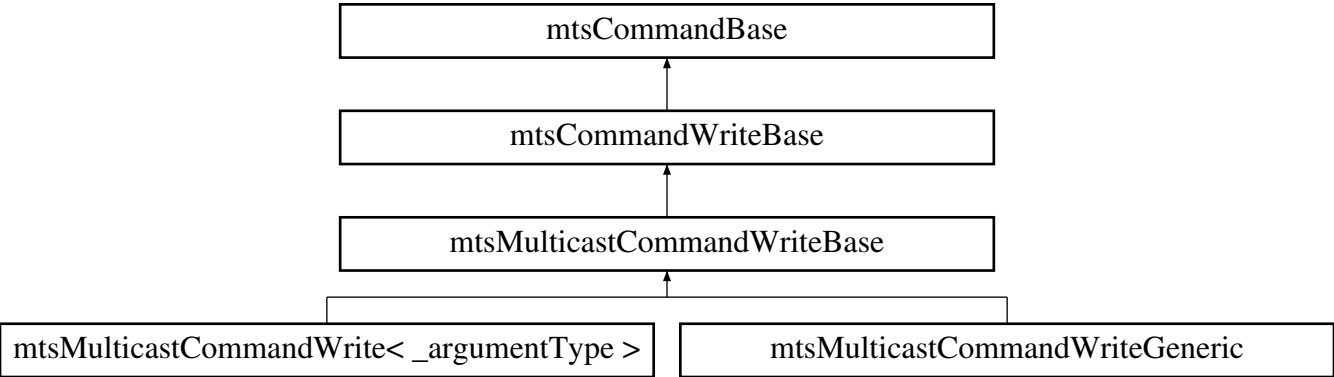 mtsCommandBase
mtsCommandWriteBase
mtsMulticastCommandWriteBase
mtsMulticastCommandWrite< _argumentType >
mtsMulticastCommandWriteGeneric